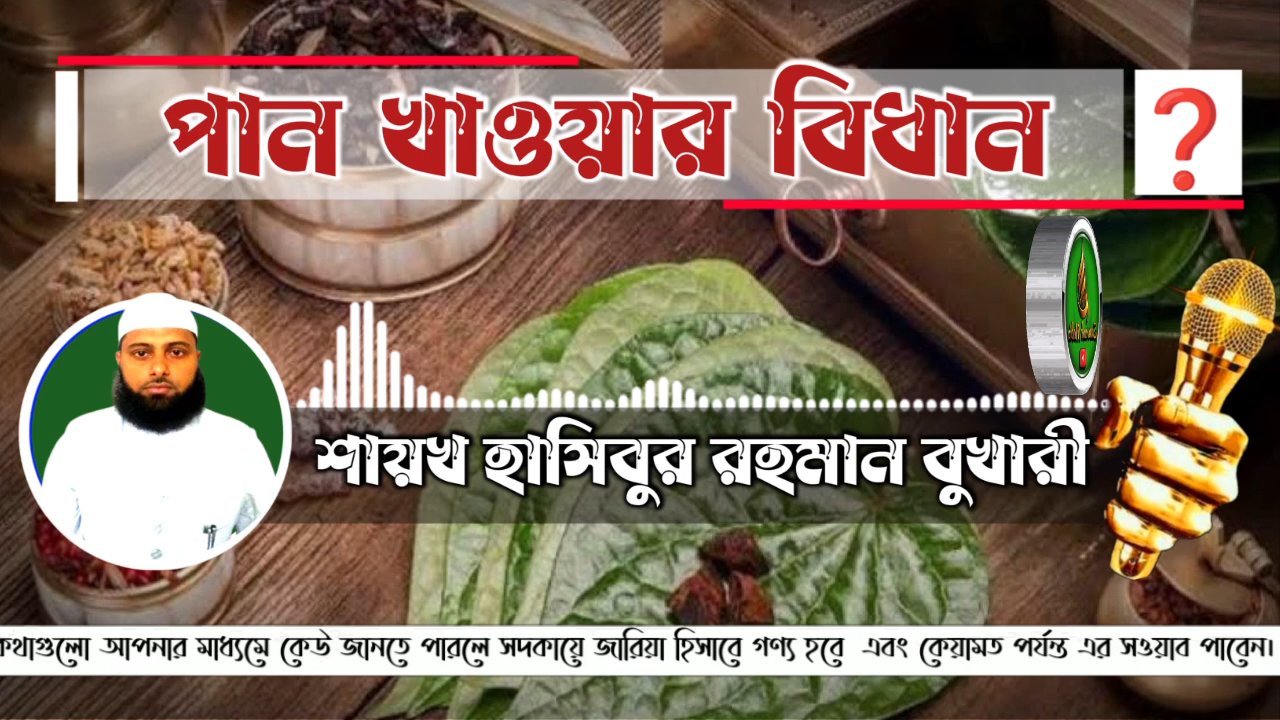 পান খাওয়ার বিধান ❓
শায়খ হাসিবুর রহমান বুখারী
কথাগুলো আপনার মাধ্যমে কেউ জানতে পারলে সদকায়ে জারিয়া হিসাবে গণ্য হবে এবং কেয়ামত পর্যন্ত এর সওয়াব পাবেন।